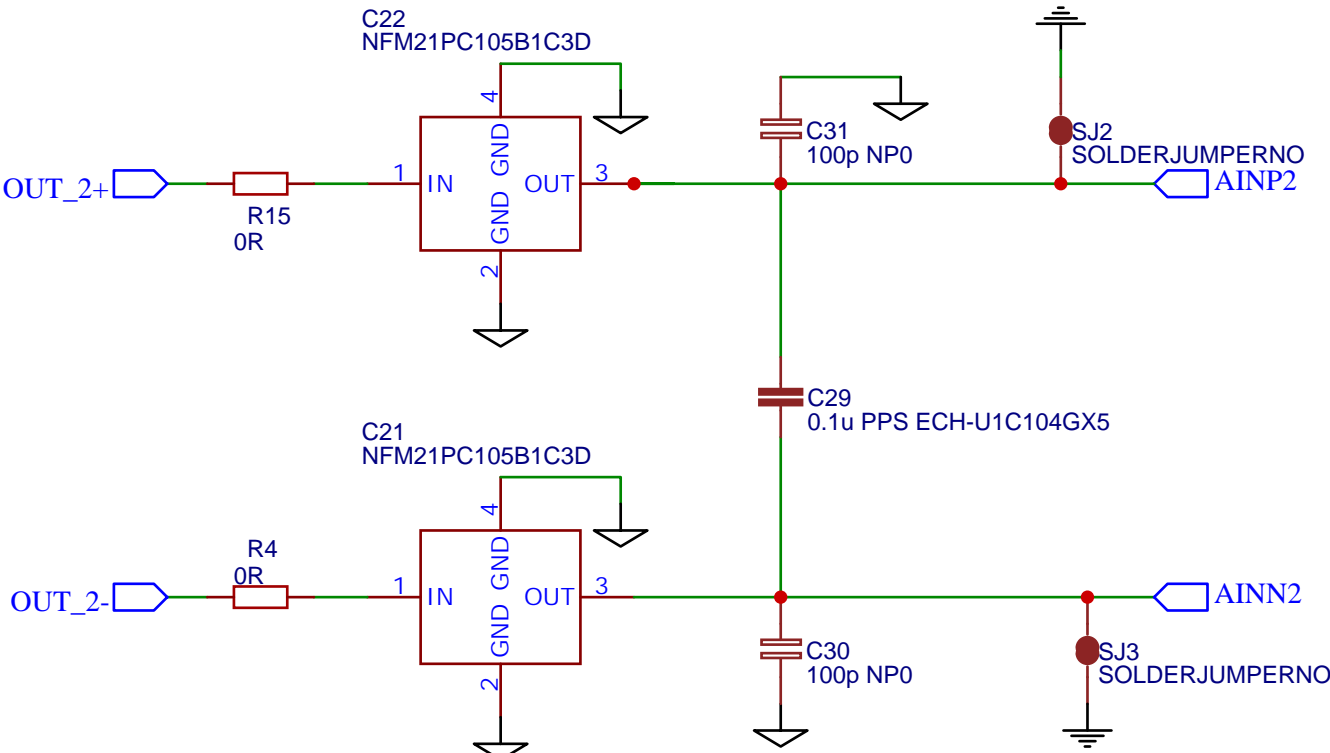 C22
NFM21PC105B1C3D
4
GND
C31
100p NP0
SJ2
SOLDERJUMPERNO
OUT_2+
1
IN
OUT
3
AINP2
R15
0R
GND
2
C29
0.1u PPS ECH-U1C104GX5
C21
NFM21PC105B1C3D
4
GND
R4
0R
OUT_2-
1
IN
OUT
3
AINN2
GND
2
C30
100p NP0
SJ3
SOLDERJUMPERNO